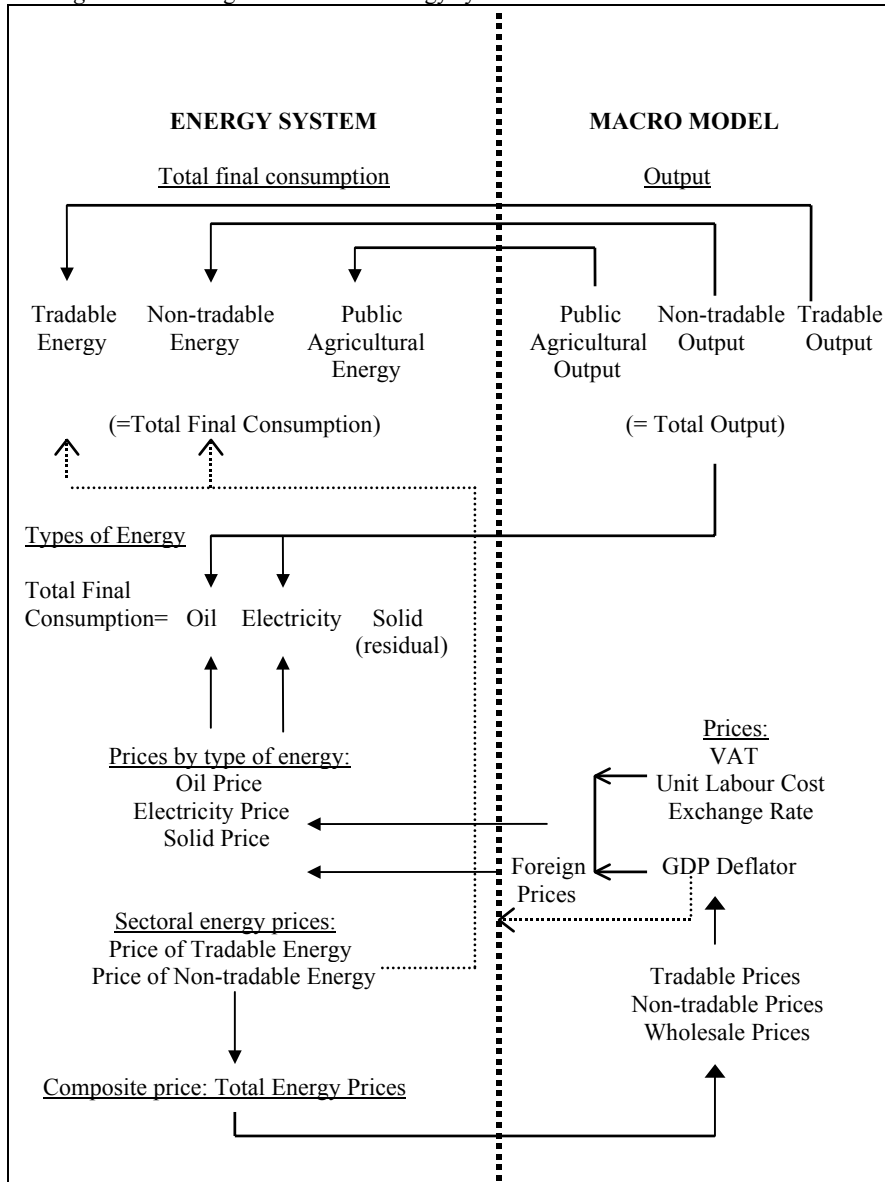 ENERGY SYSTEM MACRO MODEL
Total final consumption Output
Tradable Non-tradable Public Public Non-tradable Tradable
Energy Energy Agricultural Agricultural Output Output
Energy Output
(=Total Final Consumption) (= Total Output)
Types of Energy
Total Final
Consumption= Oil Electricity Solid
(residual)
Prices:
Prices by type of energy: VAT
Oil Price Unit Labour Cost
Electricity Price Exchange Rate
Solid Price
Foreign GDP Deflator
Prices
Sectoral energy prices:
Price of Tradable Energy
Price of Non-tradable Energy Tradable Prices
Non-tradable Prices
Wholesale Prices
Composite price: Total Energy Prices